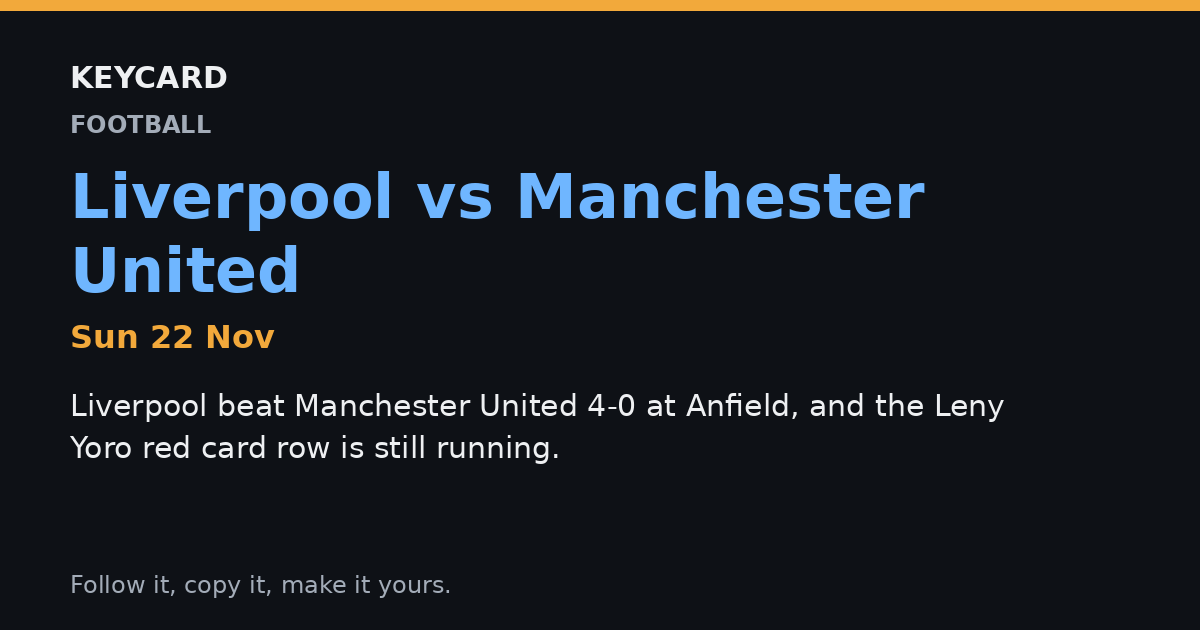 KEYCARD
FOOTBALL
Liverpool vs Manchester
United
Sun 22 Nov
Liverpool beat Manchester United 4-0 at Anfield, and the Leny
Yoro red card row is still running.
Follow it, copy it, make it yours.